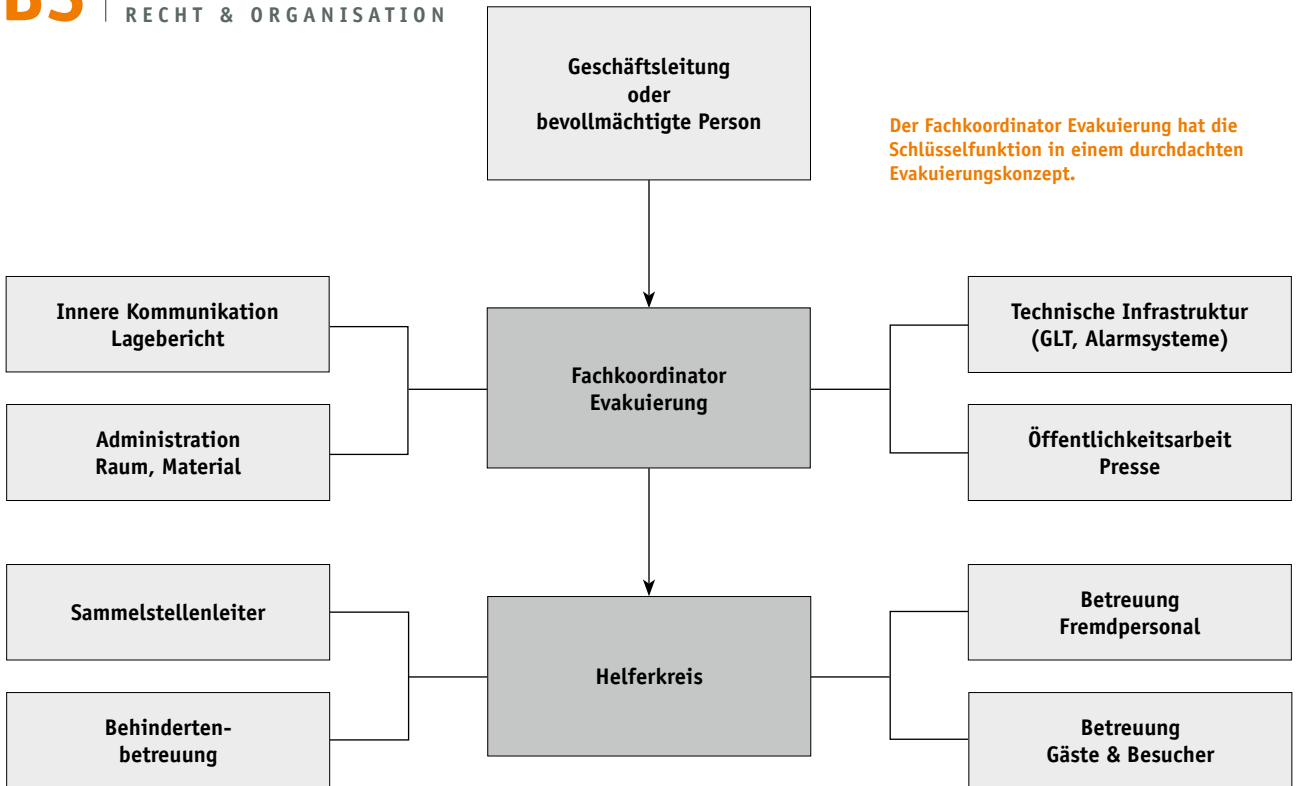 RECHT & ORGANISATION
Geschäftsleitung
oder
bevollmächtigte Person
Der Fachkoordinator Evakuierung hat die
Schlüsselfunktion in einem durchdachten
Evakuierungskonzept.
Innere Kommunikation
Lagebericht
Administration
Raum, Material
Fachkoordinator
Evakuierung
Technische Infrastruktur
(GLT, Alarmsysteme)
Öffentlichkeitsarbeit
Presse
Sammelstellenleiter
Behinderten-
betreuung
Helferkreis
Betreuung
Fremdpersonal
Betreuung
Gäste & Besucher